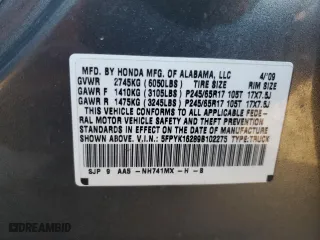 MFD. BY HONDA MFG. OF ALABAMA, LLC 4/'09
GVWR 2745KG (6050LBS) TIRE SIZE RIM SIZE
GAWR F 1410KG (3105LBS) P245/65R17 105T 17X7.5J
GAWR R 1475KG (3245LBS) P245/65R17 105T 17X7.5J
THIS VEHICLE CONFORMS TO ALL APPLICABLE FEDE-
RAL MOTOR VEHICLE SAFETY AND THEFT PREVENTION
STANDARDS IN EFFECT ON THE DATE OF MANUFACTURE
SHOWN ABOVE. V.I.N.: 5FPYK16289B102275 TYPE:TRUCK
SJP 9 AA5 -NH741MX-H -B
DREAMBID